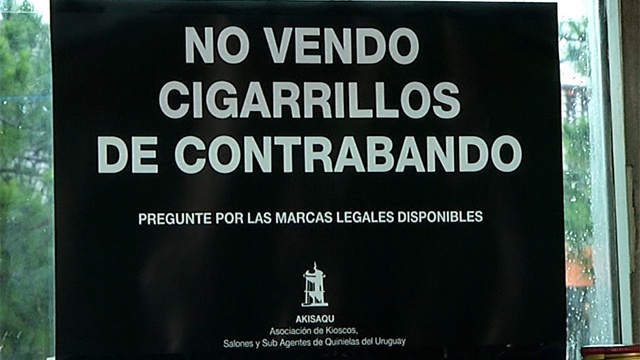 NO VENDO
CIGARRILLOS
DE CONTRABANDO
PREGUNTE POR LAS MARCAS LEGALES DISPONIBLES
AKISAQU
Asociación de Kioscos,
Salones y Sub Agentes de Quinielas del Uruguay